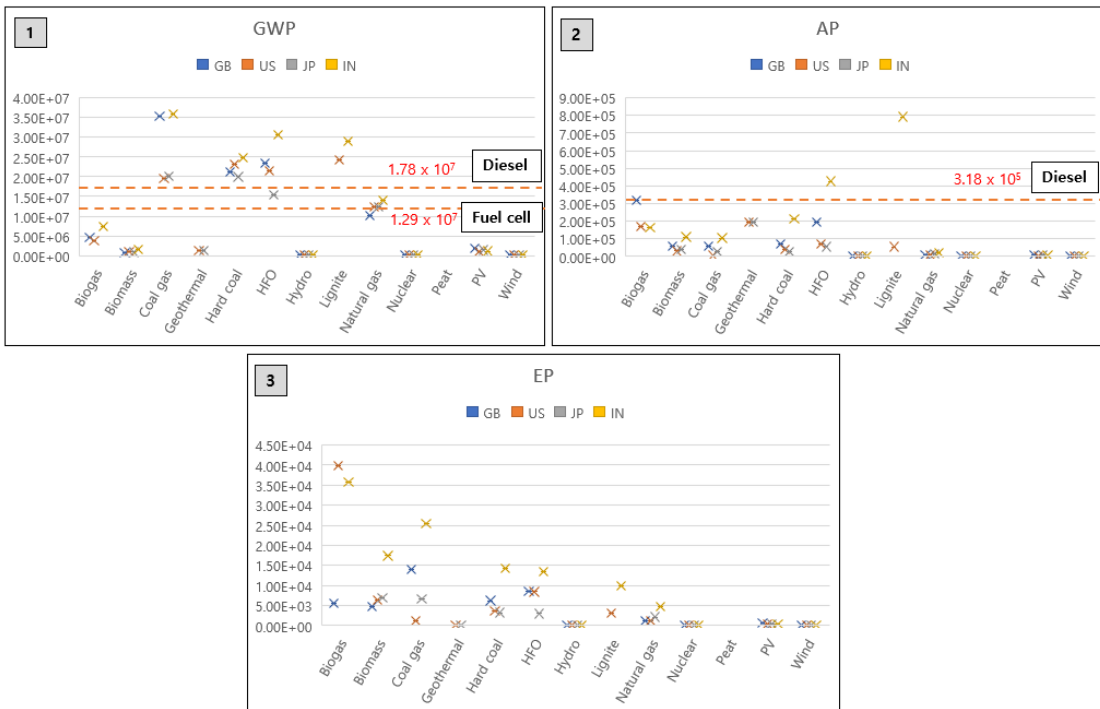 1
GWP
GB US JP IN
4.00E+07
3.50E+07
3.00E+07
2.50E+07
2.00E+07
1.50E+07
1.00E+07
5.00E+06
0.00E+00
1.78 x 10⁷
Diesel
1.29 x 10⁷
Fuel cell
Biogas
Biomass
Coal gas
Geothermal
Hard coal
HFO
Hydro
Lignite
Natural gas
Nuclear
Peat
PV
Wind
2
AP
GB US JP IN
9.00E+05
8.00E+05
7.00E+05
6.00E+05
5.00E+05
4.00E+05
3.00E+05
2.00E+05
1.00E+05
0.00E+00
3.18 x 10⁵
Diesel
Biogas
Biomass
Coal gas
Geothermal
Hard coal
HFO
Hydro
Lignite
Natural gas
Nuclear
Peat
PV
Wind
3
EP
GB US JP IN
4.50E+04
4.00E+04
3.50E+04
3.00E+04
2.50E+04
2.00E+04
1.50E+04
1.00E+04
5.00E+03
0.00E+00
Biogas
Biomass
Coal gas
Geothermal
Hard coal
HFO
Hydro
Lignite
Natural gas
Nuclear
Peat
PV
Wind